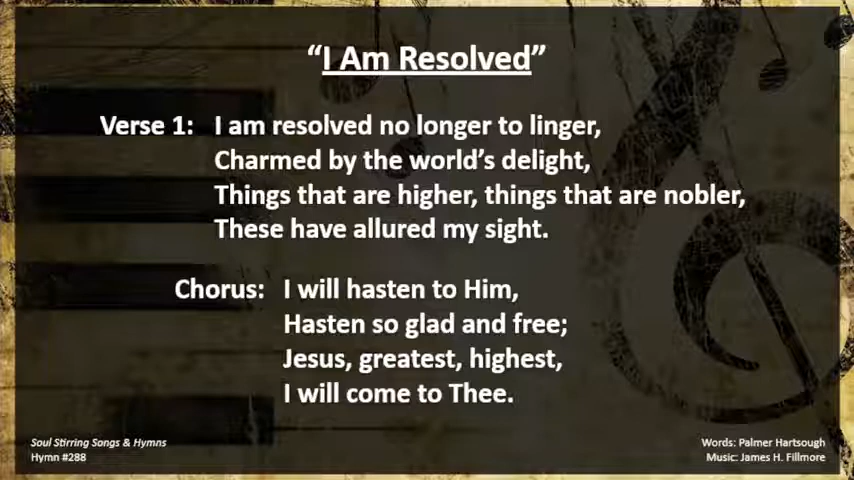 “I Am Resolved”
Verse 1: I am resolved no longer to linger,
Charmed by the world’s delight,
Things that are higher, things that are nobler,
These have allured my sight.
Chorus: I will hasten to Him,
Hasten so glad and free;
Jesus, greatest, highest,
I will come to Thee.
Soul Stirring Songs & Hymns
Hymn #288
Words: Palmer Hartsough
Music: James H. Fillmore